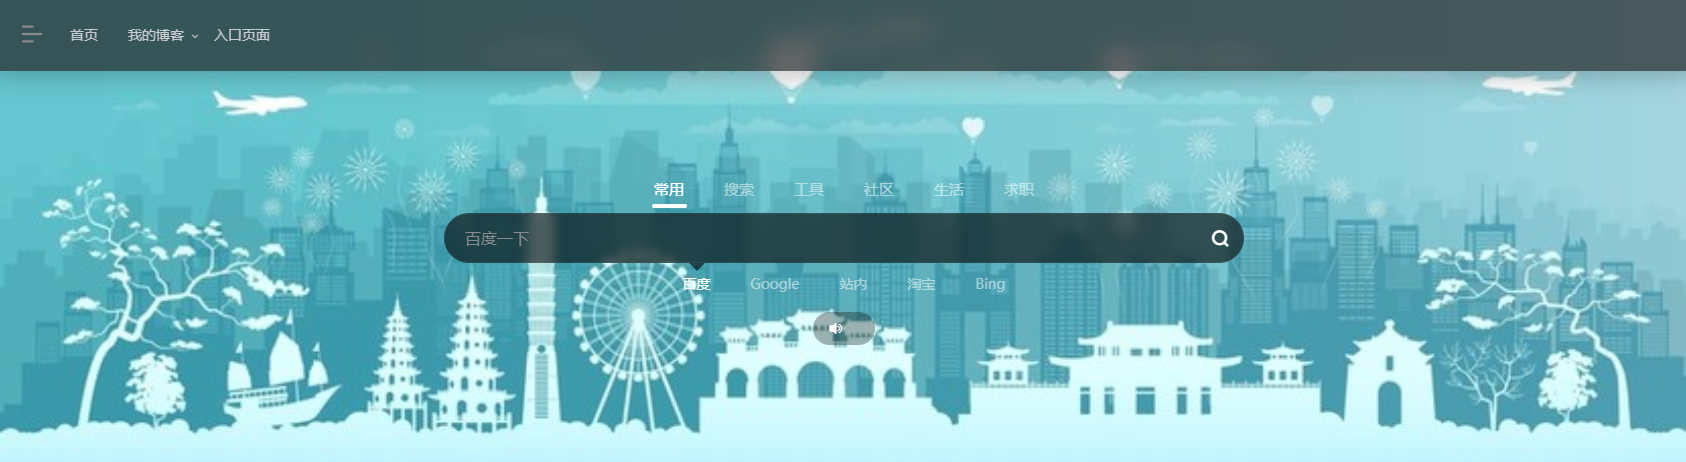 首页 我的博客 入口页面
常用 搜索 工具 社区 生活 求职
百度一下
百度 Google 站内 淘宝 Bing